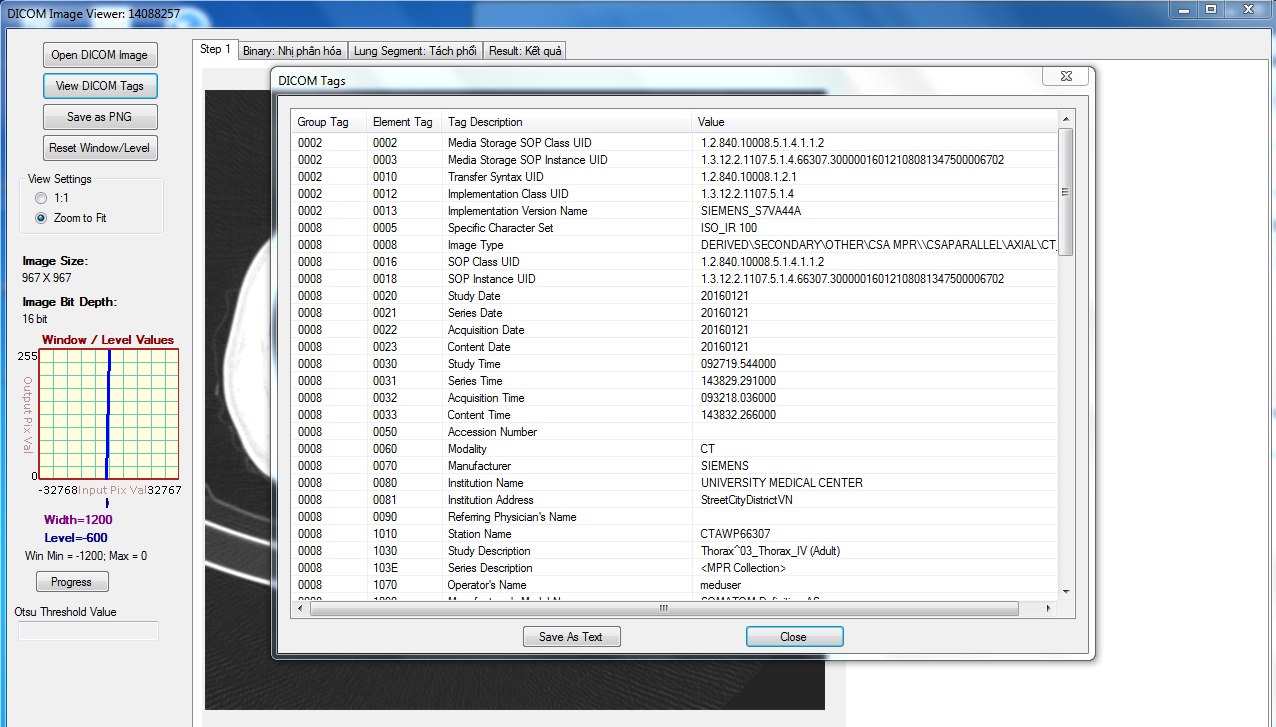 DICOM Image Viewer: 14088257
Open DICOM Image
View DICOM Tags
Save as PNG
Reset Window/Level
View Settings
1:1
Zoom to Fit
Image Size:
967 X 967
Image Bit Depth:
16 bit
Window / Level Values
255
Output Pix Val
0
-32768 Input Pix Val 32767
Width=1200
Level=-600
Win Min = -1200; Max = 0
Progress
Otsu Threshold Value
Step 1 Binary: Nhị phân hóa Lung Segment: Tách phổi Result: Kết quả
DICOM Tags
Group Tag Element Tag Tag Description Value
0002 0002 Media Storage SOP Class UID 1.2.840.10008.5.1.4.1.1.2
0002 0003 Media Storage SOP Instance UID 1.3.12.2.1107.5.1.4.66307.30000016012108081347500006702
0002 0010 Transfer Syntax UID 1.2.840.10008.1.2.1
0002 0012 Implementation Class UID 1.3.12.2.1107.5.1.4
0002 0013 Implementation Version Name SIEMENS_S7VA44A
0008 0005 Specific Character Set ISO_IR 100
0008 0008 Image Type DERIVED\SECONDARY\OTHER\CSA MPR\\CSAPARALLEL\AXIAL\CT_
0008 0016 SOP Class UID 1.2.840.10008.5.1.4.1.1.2
0008 0018 SOP Instance UID 1.3.12.2.1107.5.1.4.66307.30000016012108081347500006702
0008 0020 Study Date 20160121
0008 0021 Series Date 20160121
0008 0022 Acquisition Date 20160121
0008 0023 Content Date 20160121
0008 0030 Study Time 092719.544000
0008 0031 Series Time 143829.291000
0008 0032 Acquisition Time 093218.036000
0008 0033 Content Time 143832.266000
0008 0050 Accession Number
0008 0060 Modality CT
0008 0070 Manufacturer SIEMENS
0008 0080 Institution Name UNIVERSITY MEDICAL CENTER
0008 0081 Institution Address StreetCityDistrictVN
0008 0090 Referring Physician's Name
0008 1010 Station Name CTAWP66307
0008 1030 Study Description Thorax^03_Thorax_IV (Adult)
0008 103E Series Description <MPR Collection>
0008 1070 Operator's Name meduser
Save As Text
Close